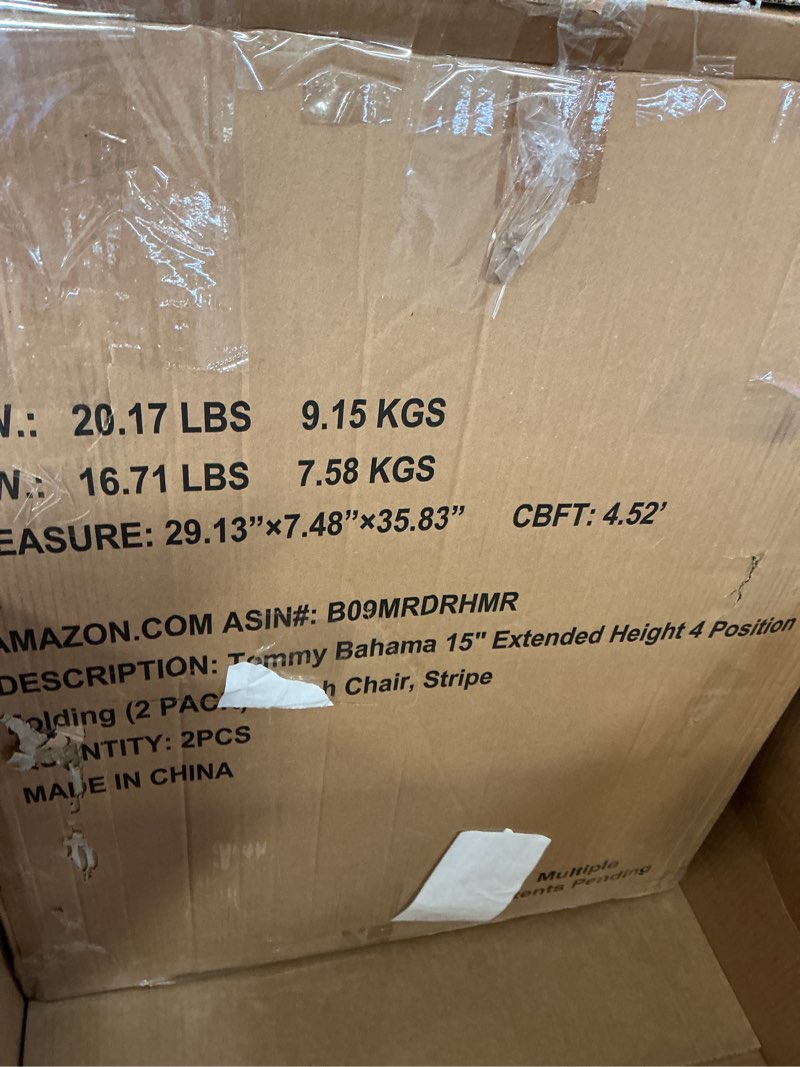 W.: 20.17 LBS 9.15 KGS
N.: 16.71 LBS 7.58 KGS
EASURE: 29.13”×7.48”×35.83” CBFT: 4.52’
AMAZON.COM ASIN#: B09MRDRHMR
DESCRIPTION: Tommy Bahama 15" Extended Height 4 Position
olding (2 PACK) h Chair, Stripe
NTITY: 2PCS
MADE IN CHINA
Multiple
ents Pending